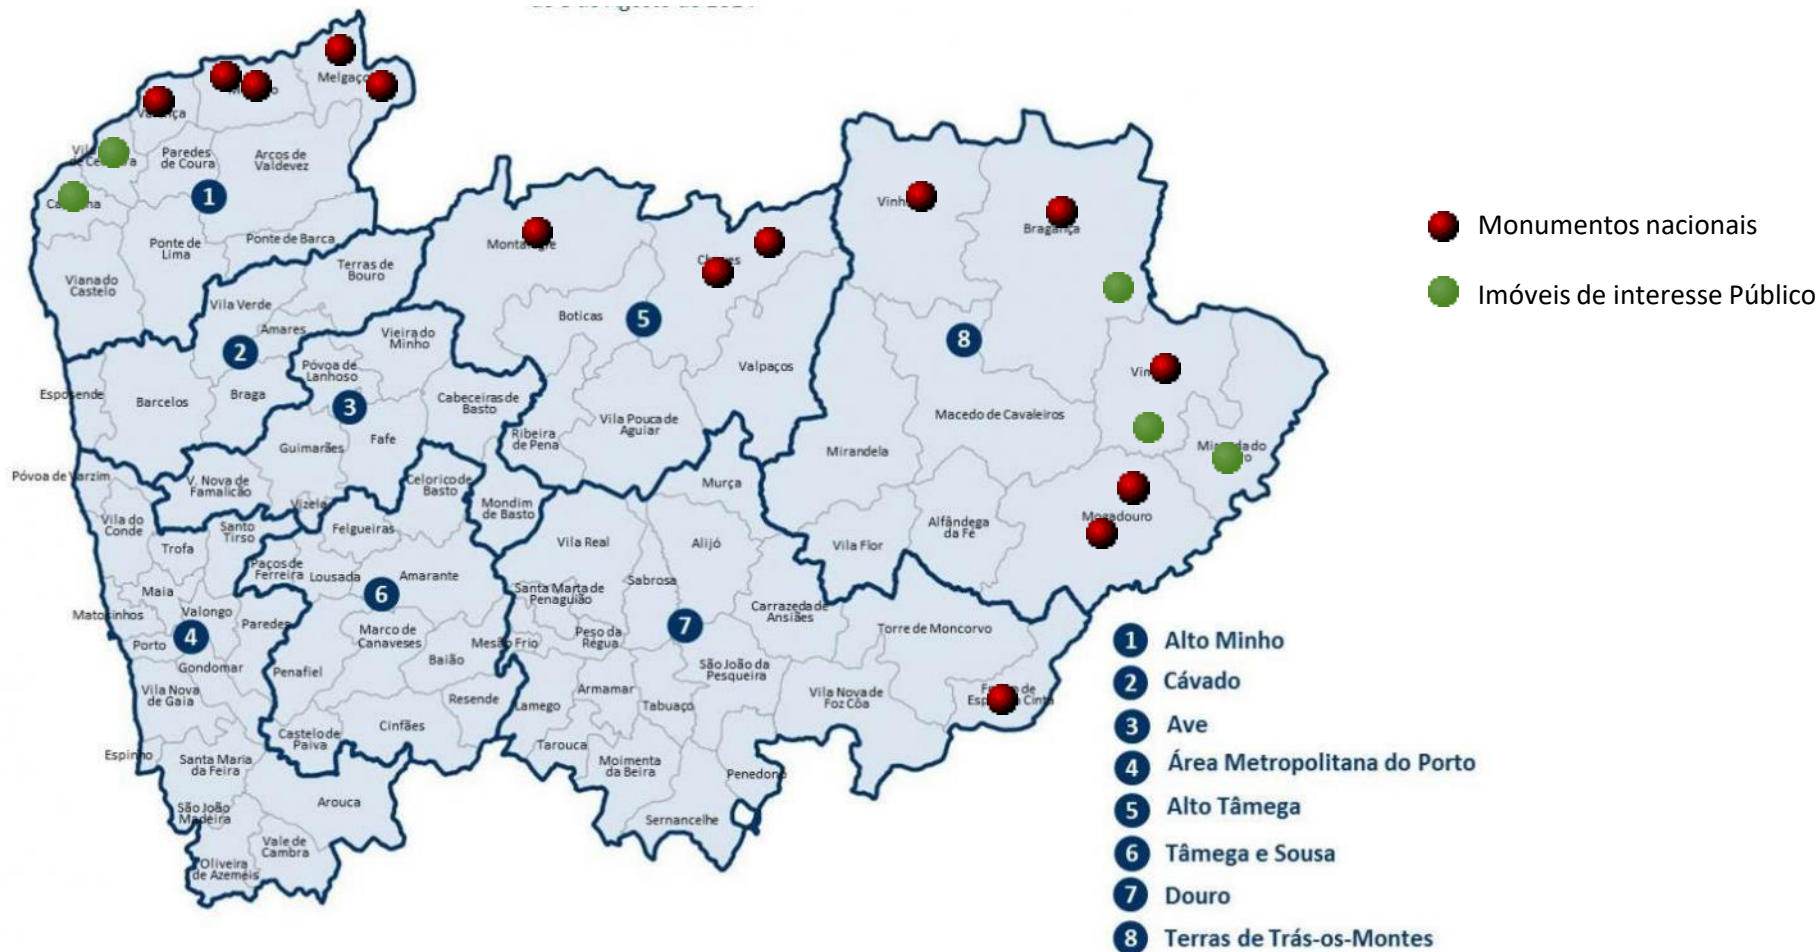 Melgaço
Paredes
de Coura
Arcos de
Valdevez
1
Ponte de
Lima
Ponte de Barca
Viana do
Castelo
Terras de
Bouro
Vila Verde
Amares
2
Vieira do
Minho
Póvoa de
Lanhoso
Esposende
Barcelos
Braga
3
Cabeceiras de
Basto
Guimarães
Fafe
Póvoa de Varzim
V. Nova de
Famalicão
Vizela
Celorico de
Basto
Mondim
de Basto
Boticas
5
Valpaços
Ribeira
de Pena
Vila Pouca de
Aguiar
Bragança
8
Macedo de Cavaleiros
Mirandela
Mogadouro
Alfândega
da Fé
Vila Flor
Murça
Vila do
Conde
Santo
Tirso
Trofa
Felgueiras
Paços de
Ferreira
Lousada
Amarante
6
Maia
Matosinhos
Valongo
Paredes
Porto
4
Gondomar
Marco de
Canaveses
Baião
Mesão Frio
Penafiel
Vila Nova
de Gaia
Resende
Cinfães
Castelo de
Paiva
Espinho
Santa Maria
da Feira
Arouca
São João
Madeira
Vale de
Cambra
Oliveira
de Azeméis
Vila Real
Alijó
Sabrosa
Santa Marta de
Penaguião
Peso da
Régua
7
Carrazeda de
Ansiães
Torre de Moncorvo
São João da
Pesqueira
Vila Nova de
Foz Côa
Armamar
Lamego
Tabuaço
Tarouca
Moimenta
da Beira
Penedono
Sernancelhe
Monumentos nacionais
Imóveis de interesse Público
1 Alto Minho
2 Cávado
3 Ave
4 Área Metropolitana do Porto
5 Alto Tâmega
6 Tâmega e Sousa
7 Douro
8 Terras de Trás-os-Montes